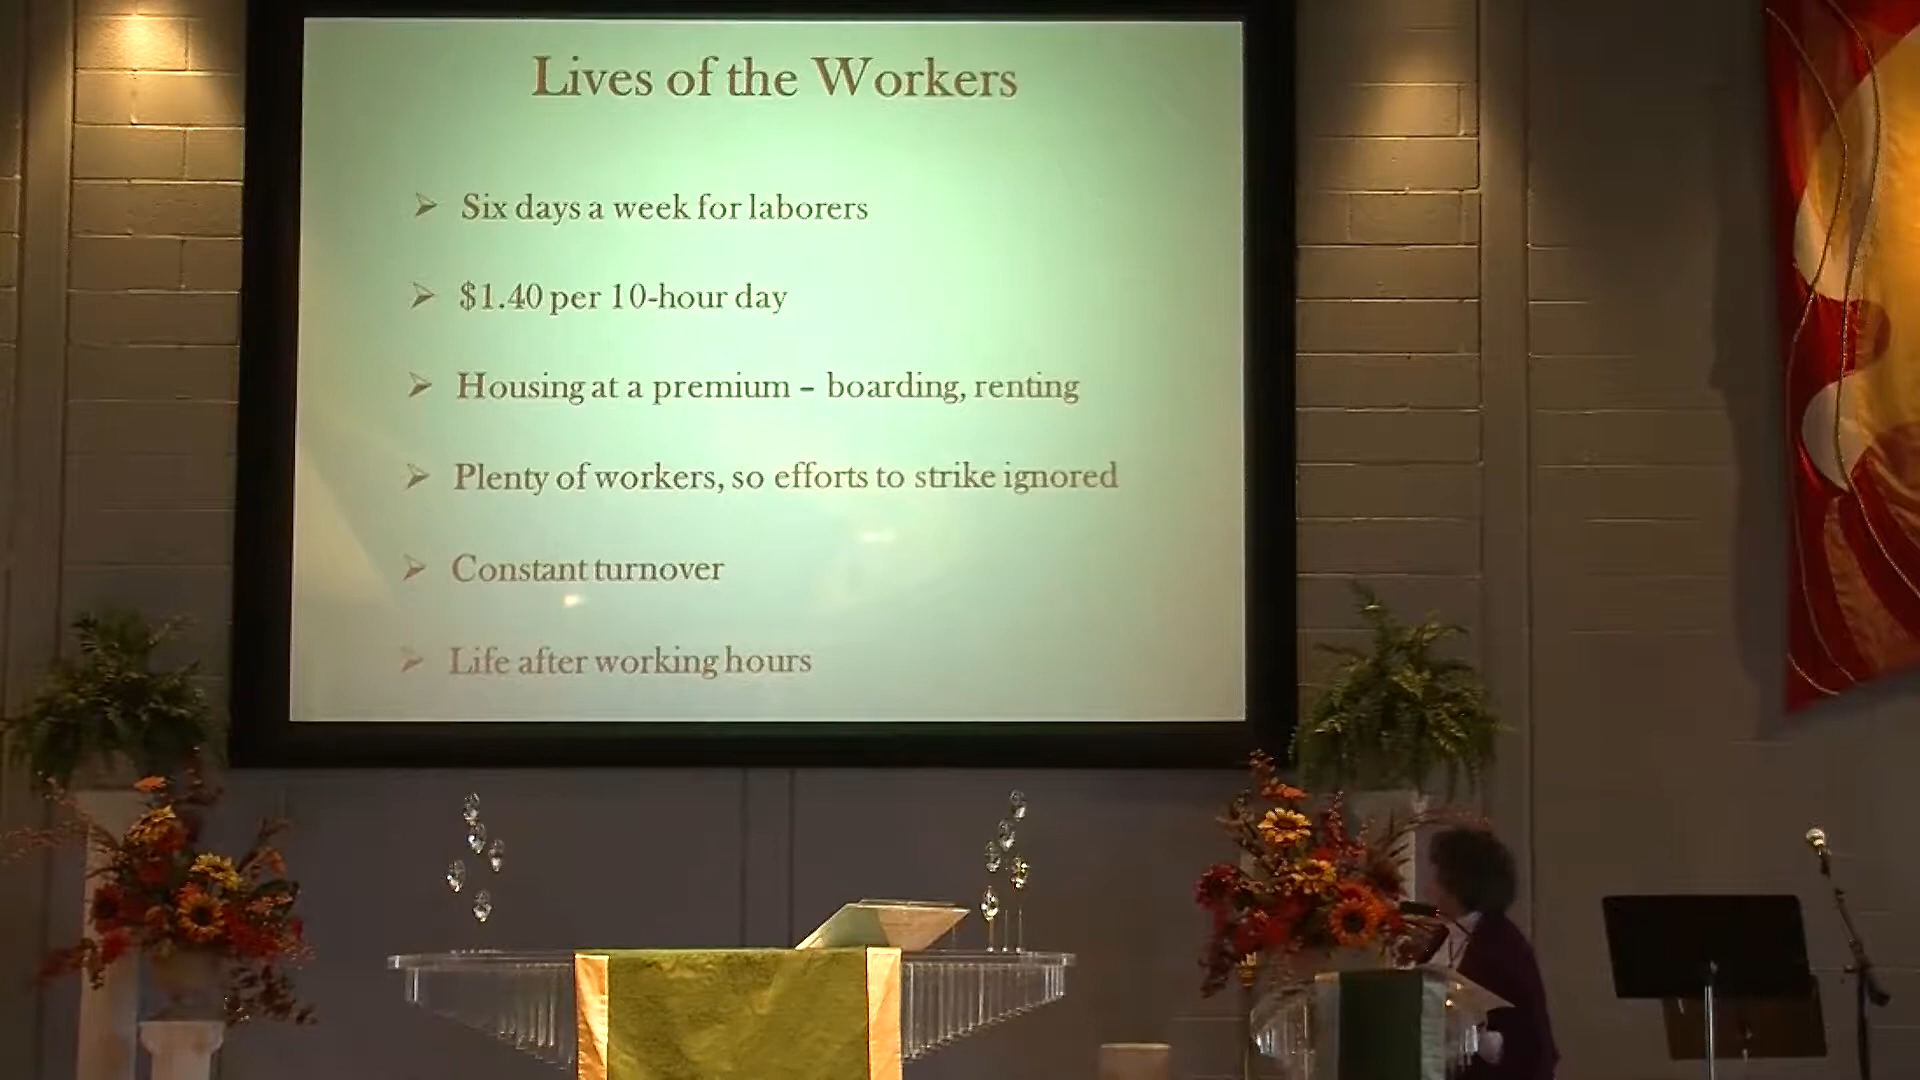 Lives of the Workers
➢ Six days a week for laborers
➢ $1.40 per 10-hour day
➢ Housing at a premium – boarding, renting
➢ Plenty of workers, so efforts to strike ignored
➢ Constant turnover
➢ Life after working hours